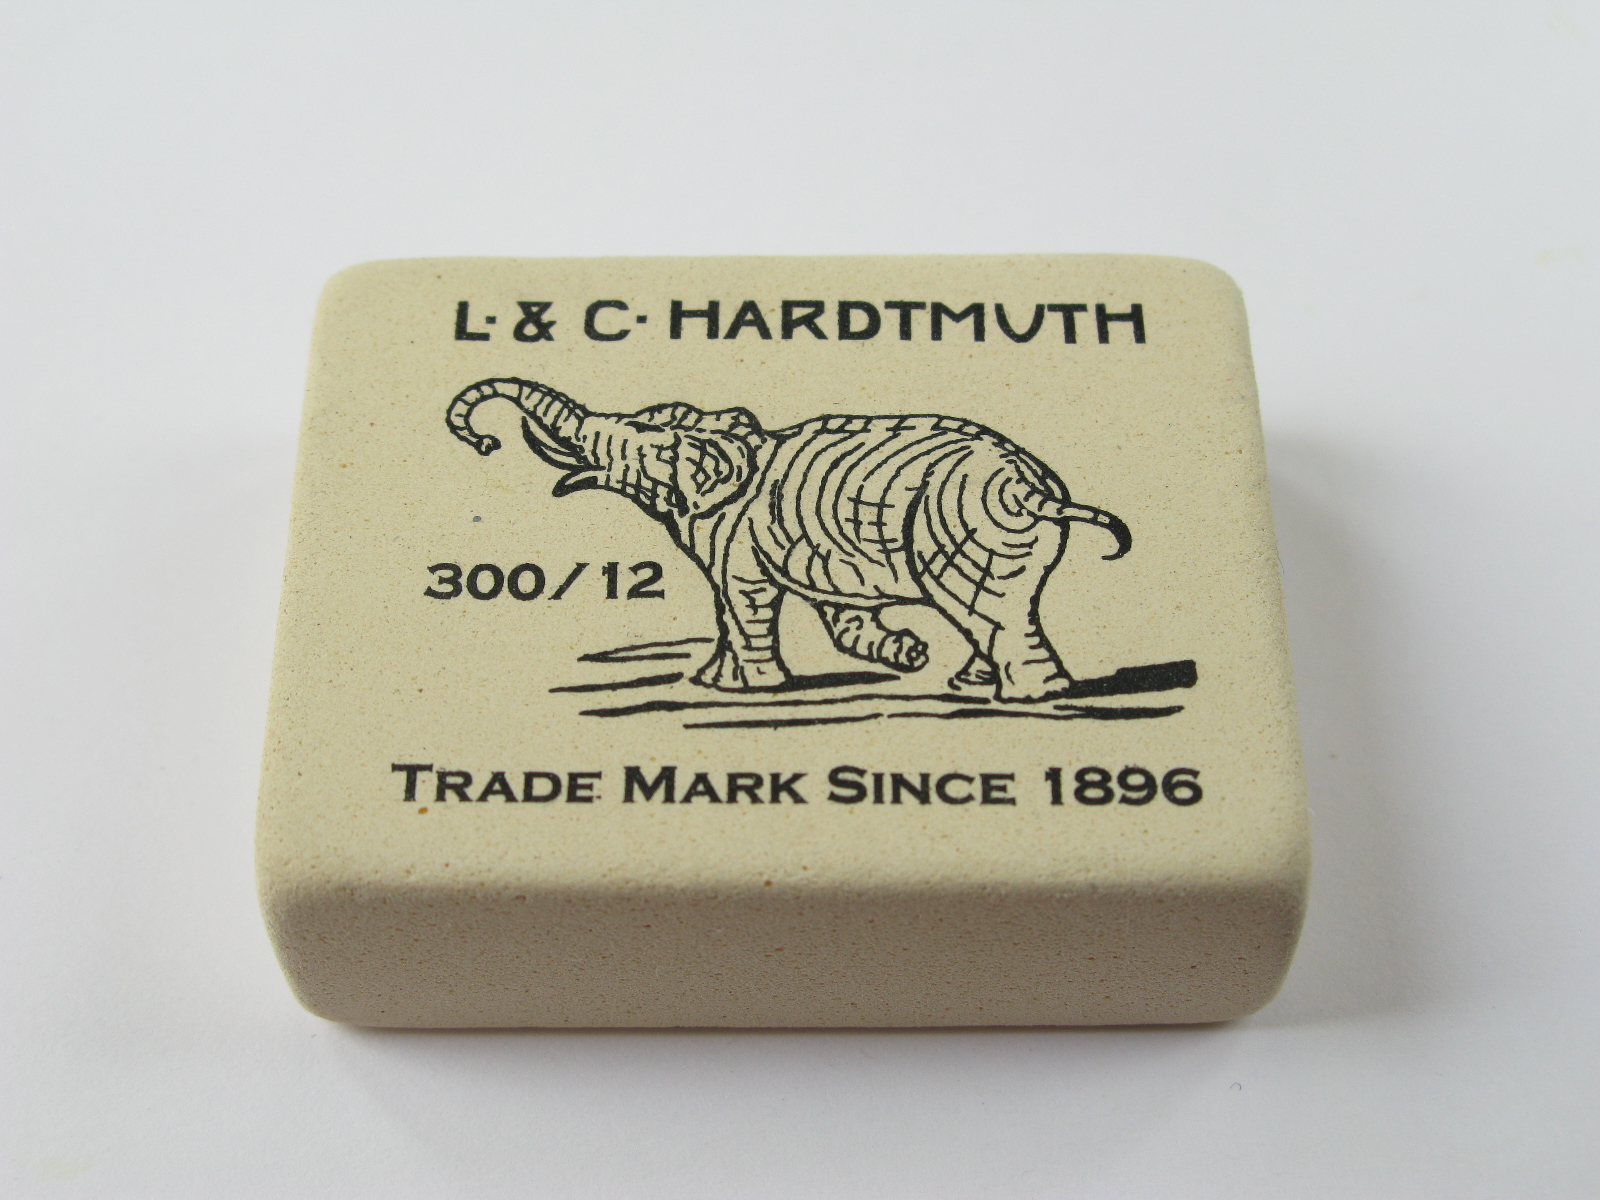 L. & C. HARDTMUTH
300/12
TRADE MARK SINCE 1896